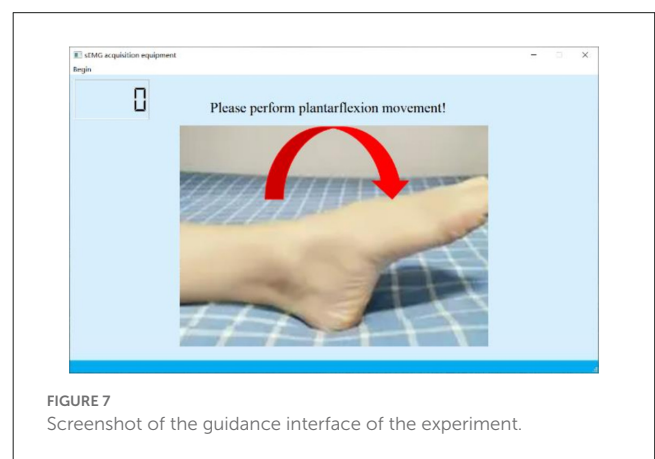 sEMG acquisition equipment
Begin
0
Please perform plantarflexion movement!
FIGURE 7
Screenshot of the guidance interface of the experiment.